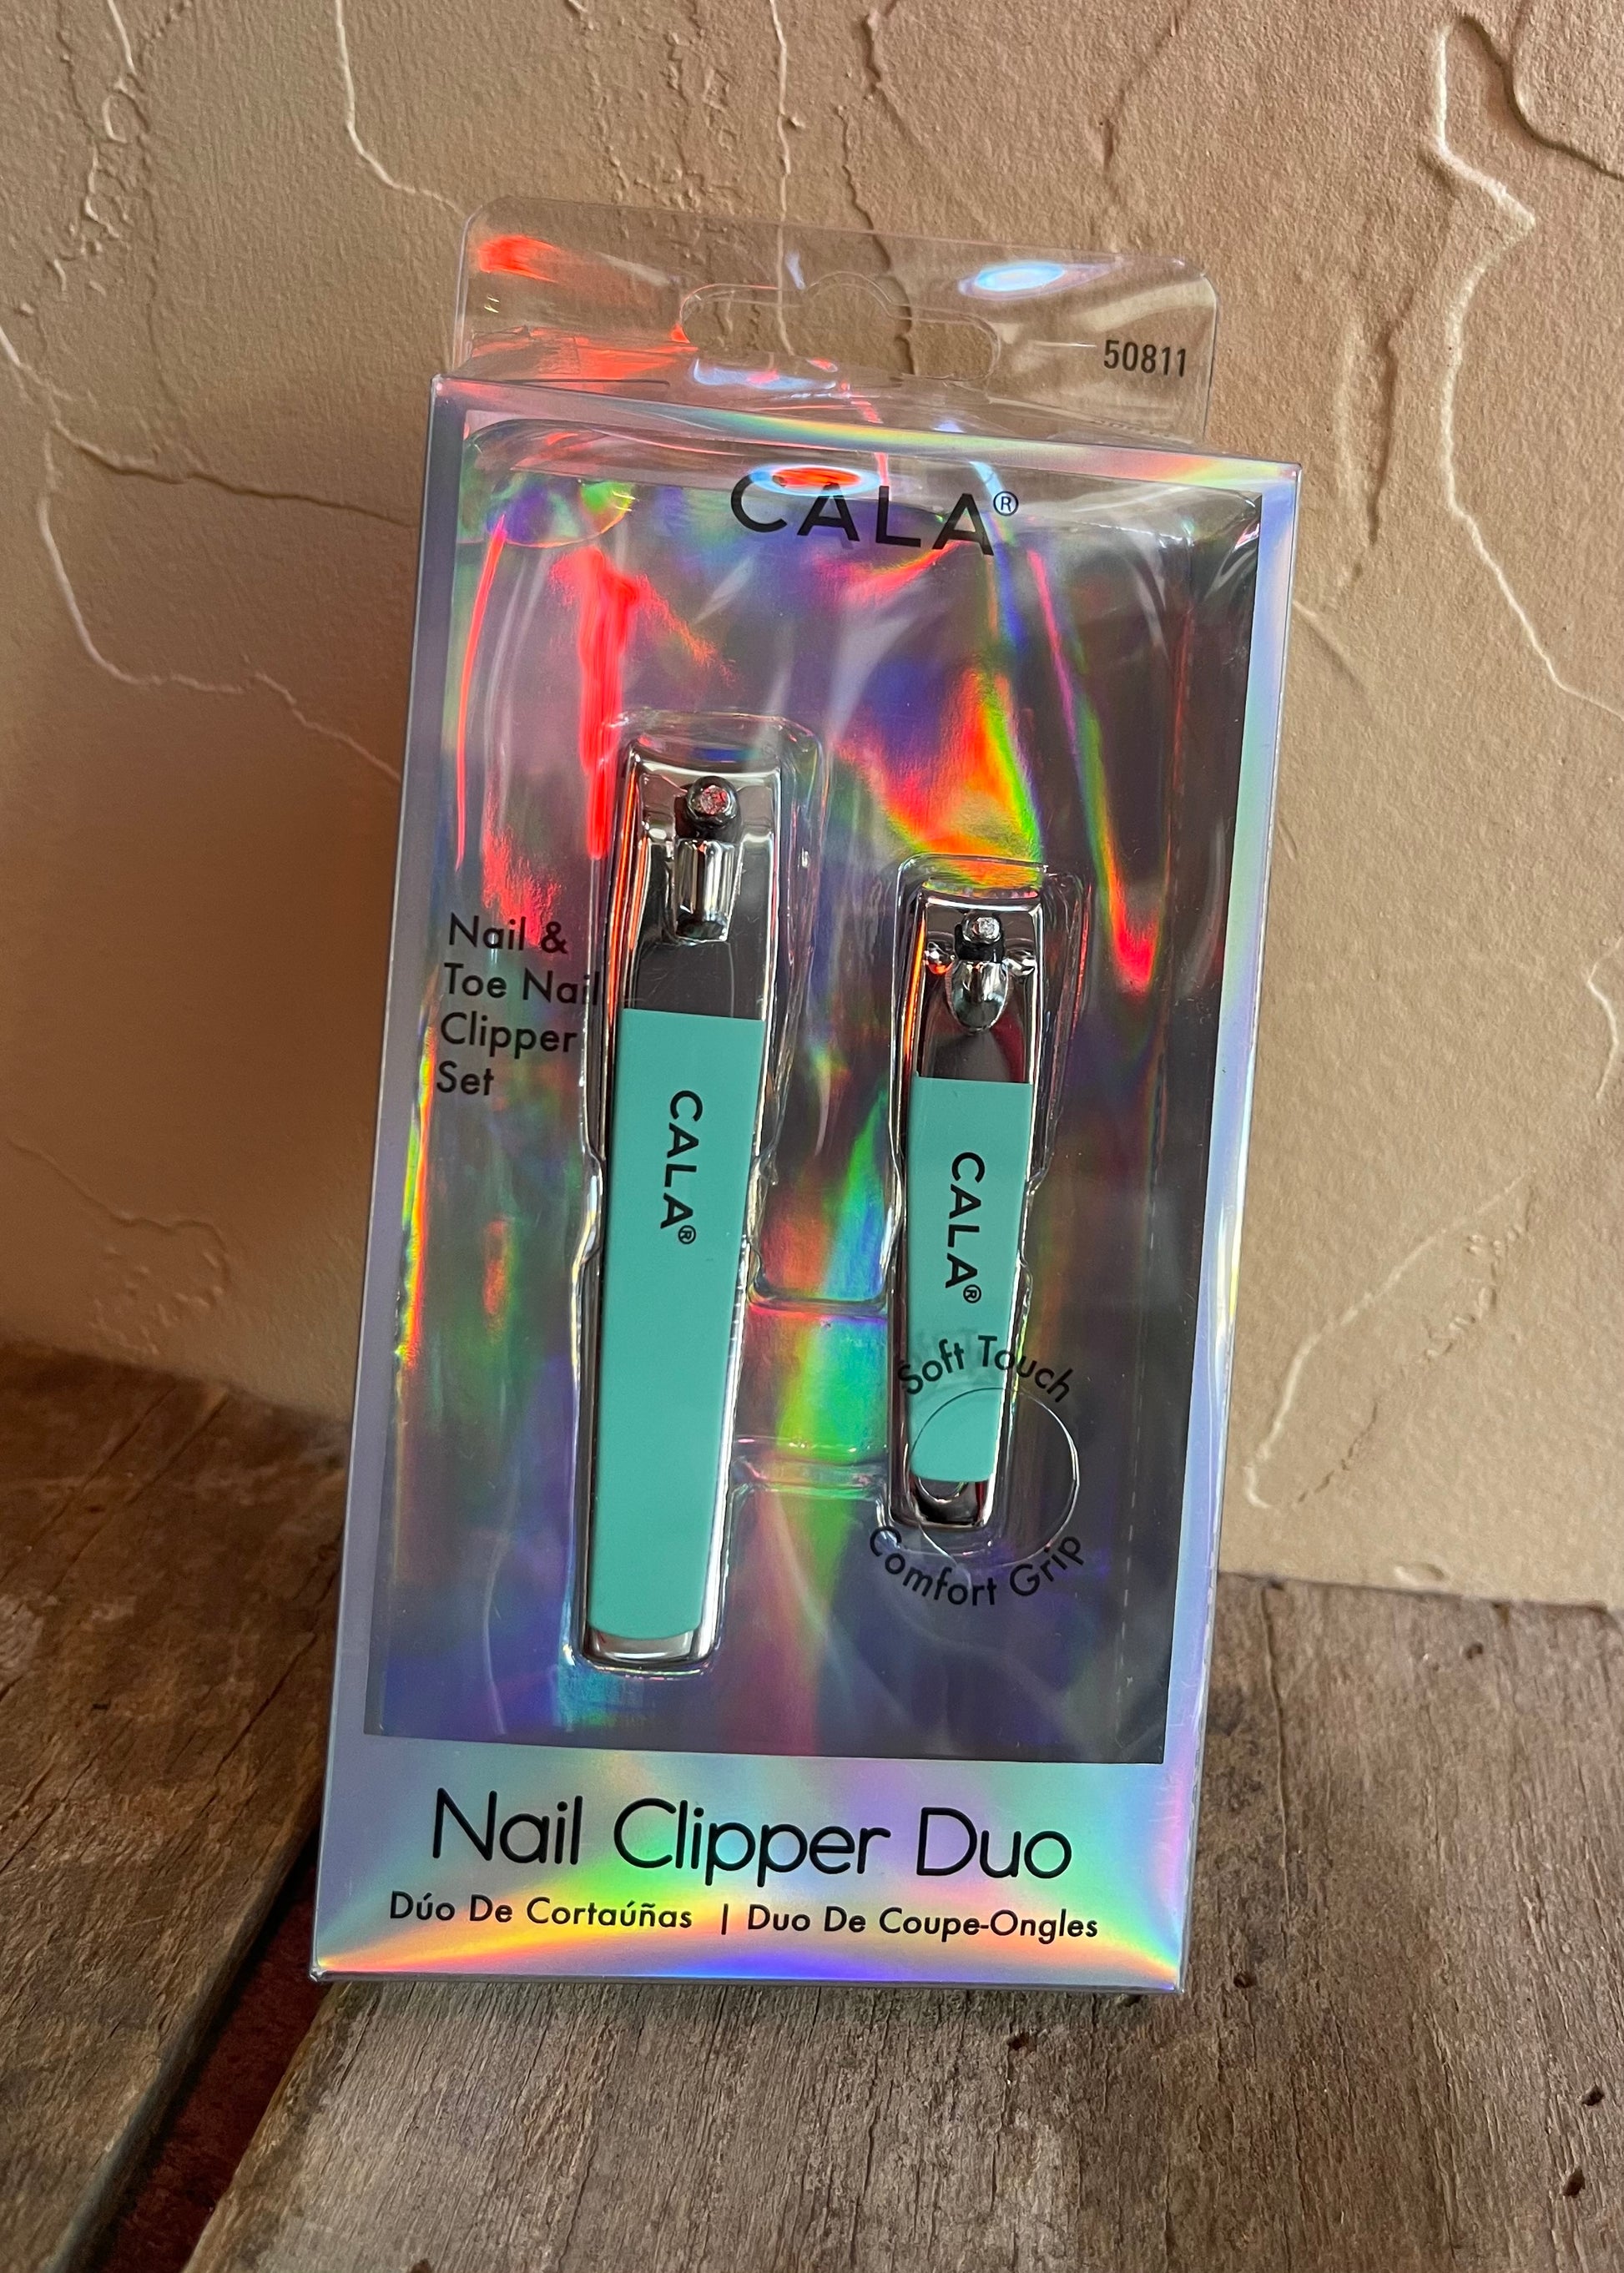 50811
CALA®
Nail &
Toe Nail
Clipper
Set
CALA®
CALA®
Soft Touch
Comfort Grip
Nail Clipper Duo
Dúo De Cortaúñas | Duo De Coupe-Ongles